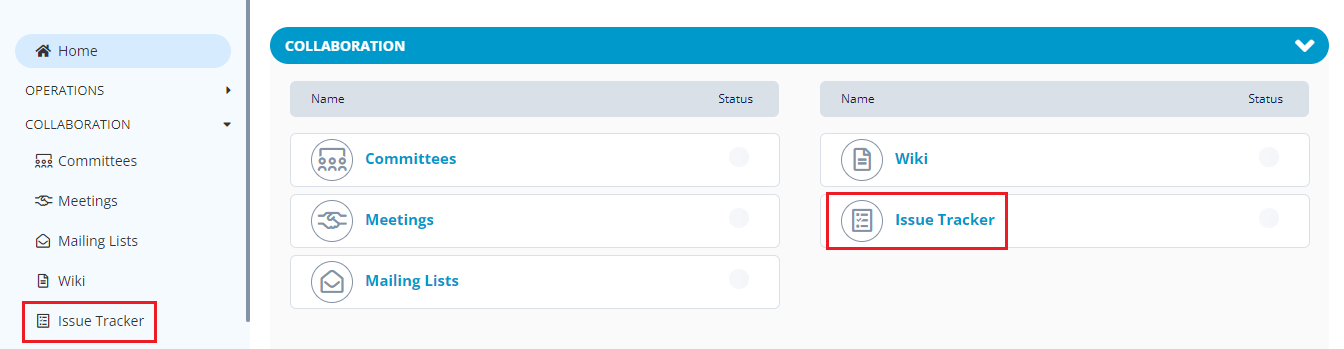 Home
OPERATIONS
COLLABORATION
Committees
Meetings
Mailing Lists
Wiki
Issue Tracker
COLLABORATION
Name Status
Committees
Meetings
Mailing Lists
Name Status
Wiki
Issue Tracker